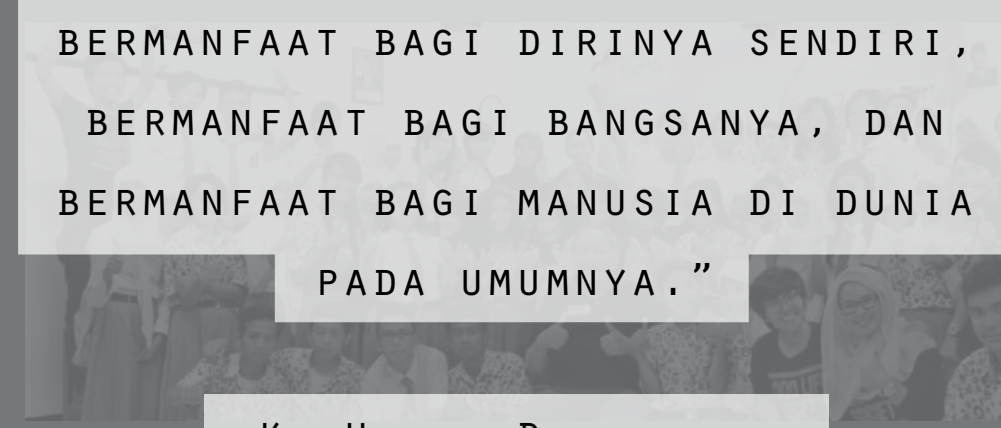 BERMANFAAT BAGI DIRINYA SENDIRI,
BERMANFAAT BAGI BANGSANYA, DAN
BERMANFAAT BAGI MANUSIA DI DUNIA
PADA UMUMNYA.”